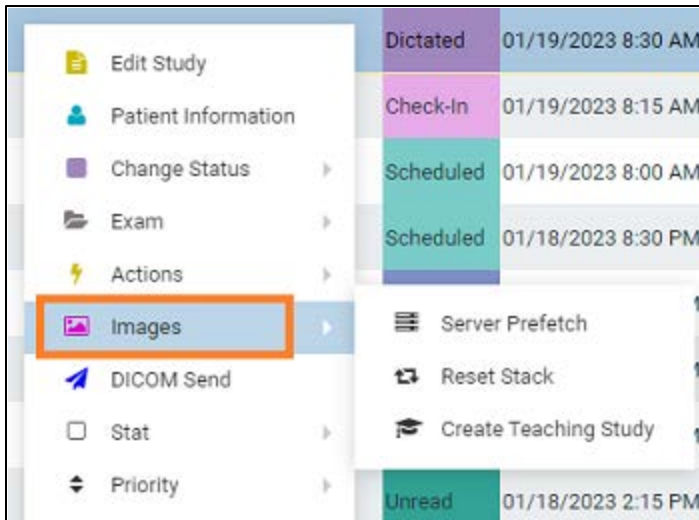 Dictated 01/19/2023 8:30 AM
Edit Study
Patient Information
Check-In 01/19/2023 8:15 AM
Change Status
Scheduled 01/19/2023 8:00 AM
Exam
Scheduled 01/18/2023 8:30 PM
Actions
Images
Server Prefetch
DICOM Send
Reset Stack
Stat
Create Teaching Study
Priority
Unread 01/18/2023 2:15 PM